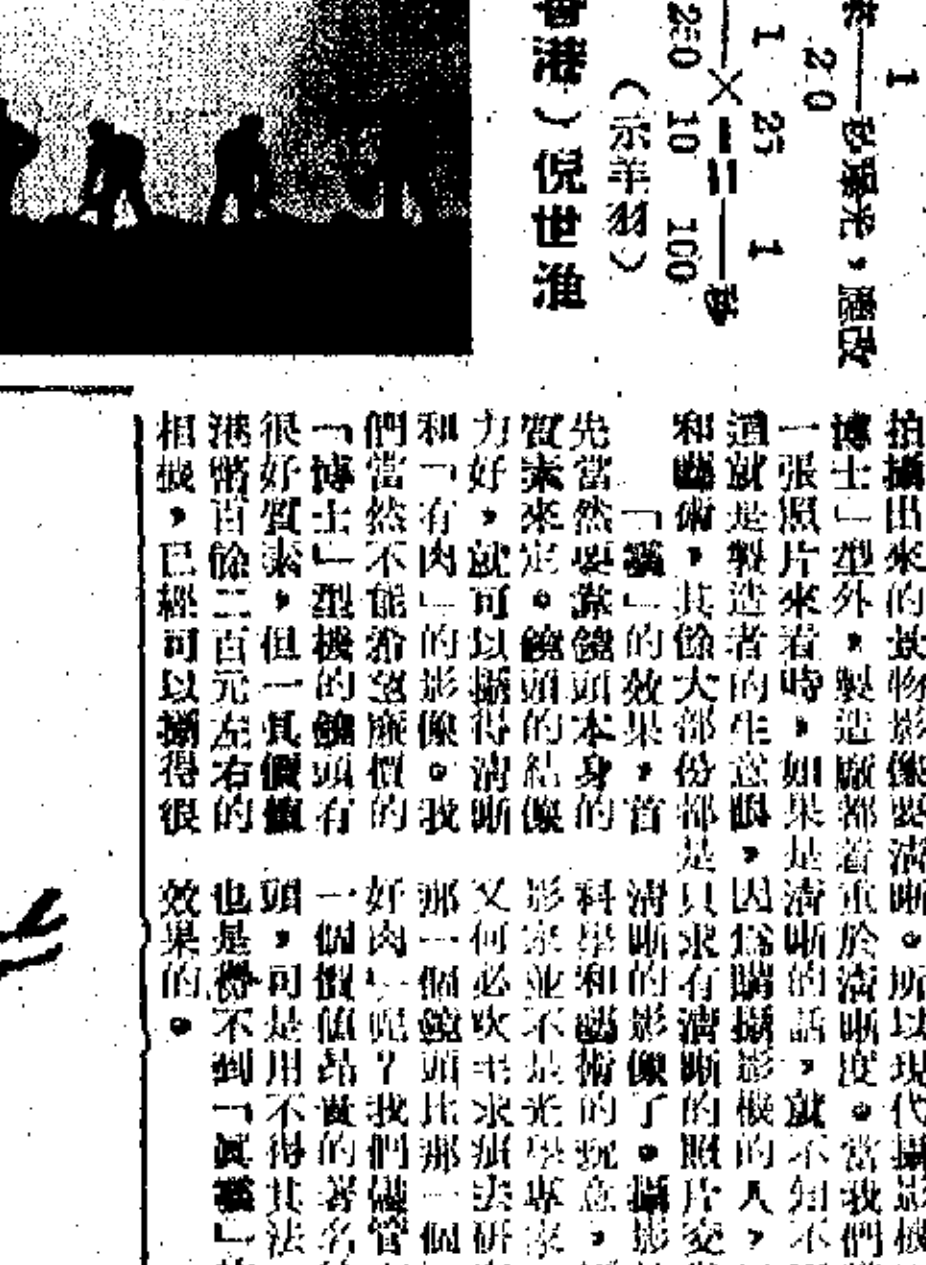 1
20
秒曝光，應改
1 25 1
250 × 10 = 100 秒
（示羊羽）
香港）倪世淮
拍攝出來的景物影像要清晰。所以現代攝影機
博士」型外，製造廠都着重於清晰度。當我們
一張照片來看時，如果是清晰的話，就不知不
道就是製造者的生意眼，因爲購攝影機的人，
和藝術，其餘大部份都是只求有清晰的照片交
「」的效果，首
先當然要靠鏡頭本身的
質素來定。鏡頭的結像
力好，就可以攝得清晰
和「有肉」的影像。我
們當然不能希望廉價的
「博士」型機的鏡頭有
很好質素，但一具價值
港幣百餘二百元左右的
相機，已經可以攝得很
清晰的影像了。攝影
科學和藝術的玩意，
影家並不是光學專家
又何必吹毛求疵去研
那一個鏡頭比那一個
好肉」呢？我們儘管
一個價值昂貴的著名
頭，可是用不得其法
也是得不到「眞」
效果的。